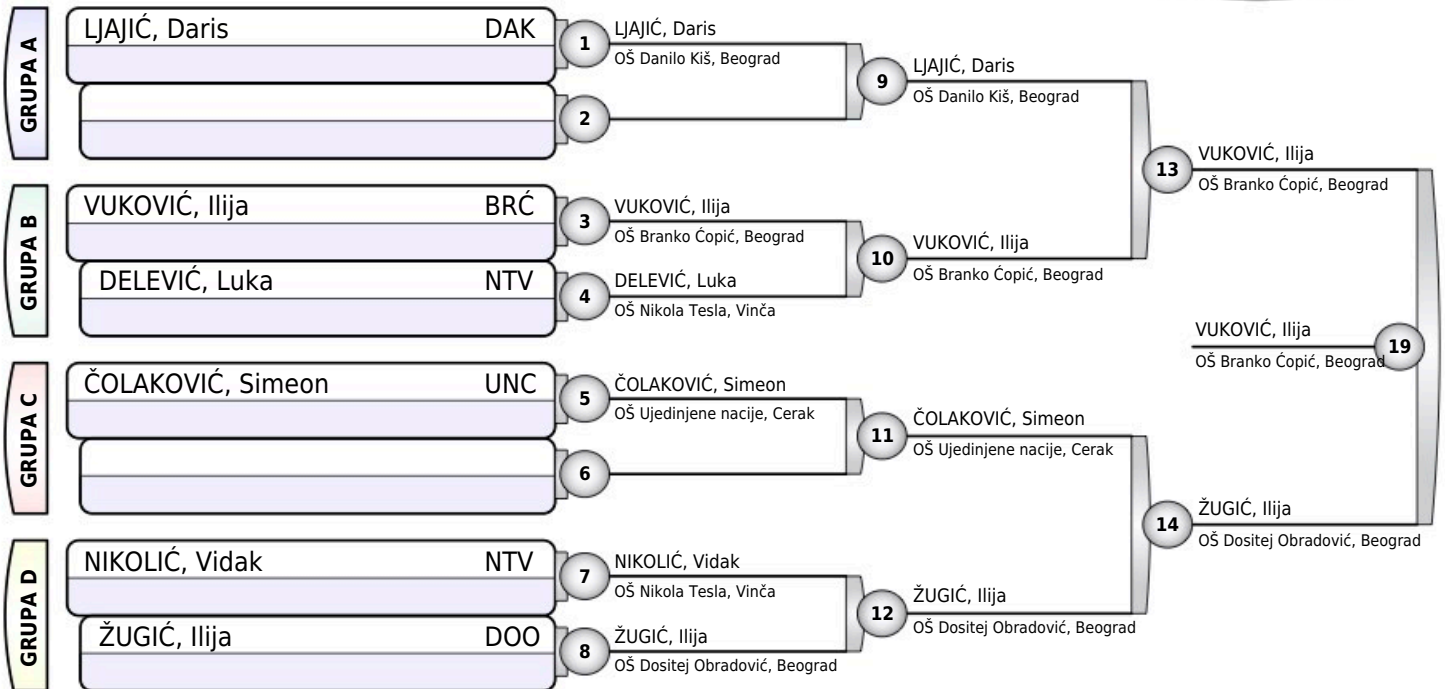 GRUPA A
LJAJIĆ, Daris DAK
1
2
GRUPA B
VUKOVIĆ, Ilija BRĆ
3
DELEVIĆ, Luka NTV
4
GRUPA C
ČOLAKOVIĆ, Simeon UNC
5
6
GRUPA D
NIKOLIĆ, Vidak NTV
7
ŽUGIĆ, Ilija DOO
8
LJAJIĆ, Daris
OŠ Danilo Kiš, Beograd
9
VUKOVIĆ, Ilija
OŠ Branko Ćopić, Beograd
10
DELEVIĆ, Luka
OŠ Nikola Tesla, Vinča
ČOLAKOVIĆ, Simeon
OŠ Ujedinjene nacije, Cerak
11
NIKOLIĆ, Vidak
OŠ Nikola Tesla, Vinča
12
ŽUGIĆ, Ilija
OŠ Dositej Obradović, Beograd
LJAJIĆ, Daris
OŠ Danilo Kiš, Beograd
13
VUKOVIĆ, Ilija
OŠ Branko Ćopić, Beograd
ČOLAKOVIĆ, Simeon
OŠ Ujedinjene nacije, Cerak
14
ŽUGIĆ, Ilija
OŠ Dositej Obradović, Beograd
VUKOVIĆ, Ilija
OŠ Branko Ćopić, Beograd
VUKOVIĆ, Ilija
19
OŠ Branko Ćopić, Beograd
ŽUGIĆ, Ilija
OŠ Dositej Obradović, Beograd